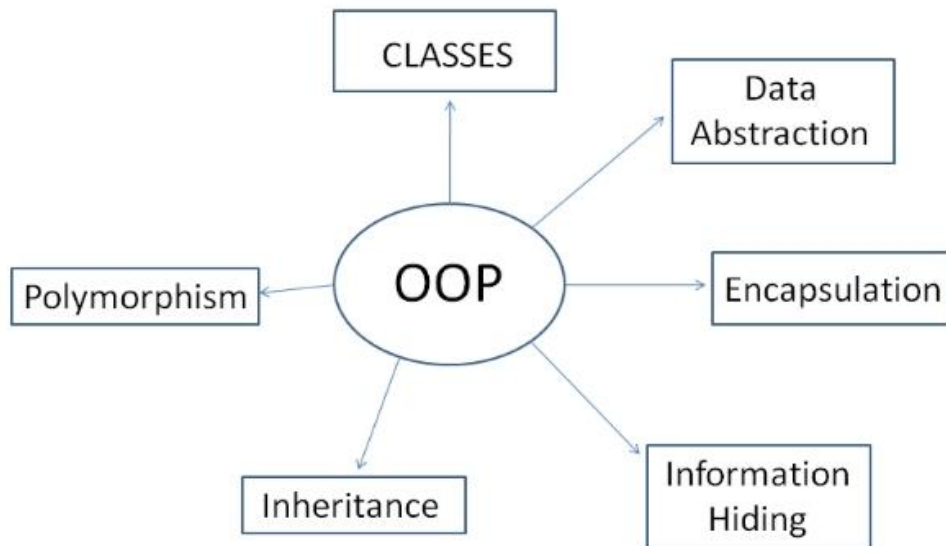 CLASSES
Data
Abstraction
OOP
Polymorphism
Encapsulation
Inheritance
Information
Hiding